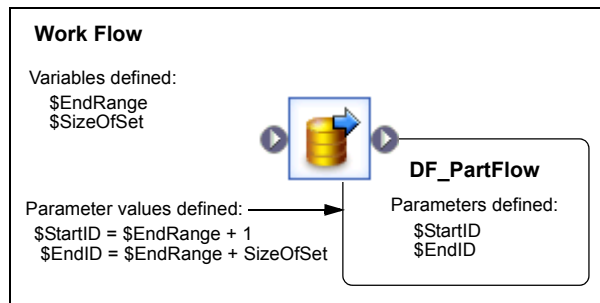 Work Flow
Variables defined:
$EndRange
$SizeOfSet
DF_PartFlow
Parameter values defined:
$StartID = $EndRange + 1
$EndID = $EndRange + SizeOfSet
Parameters defined:
$StartID
$EndID